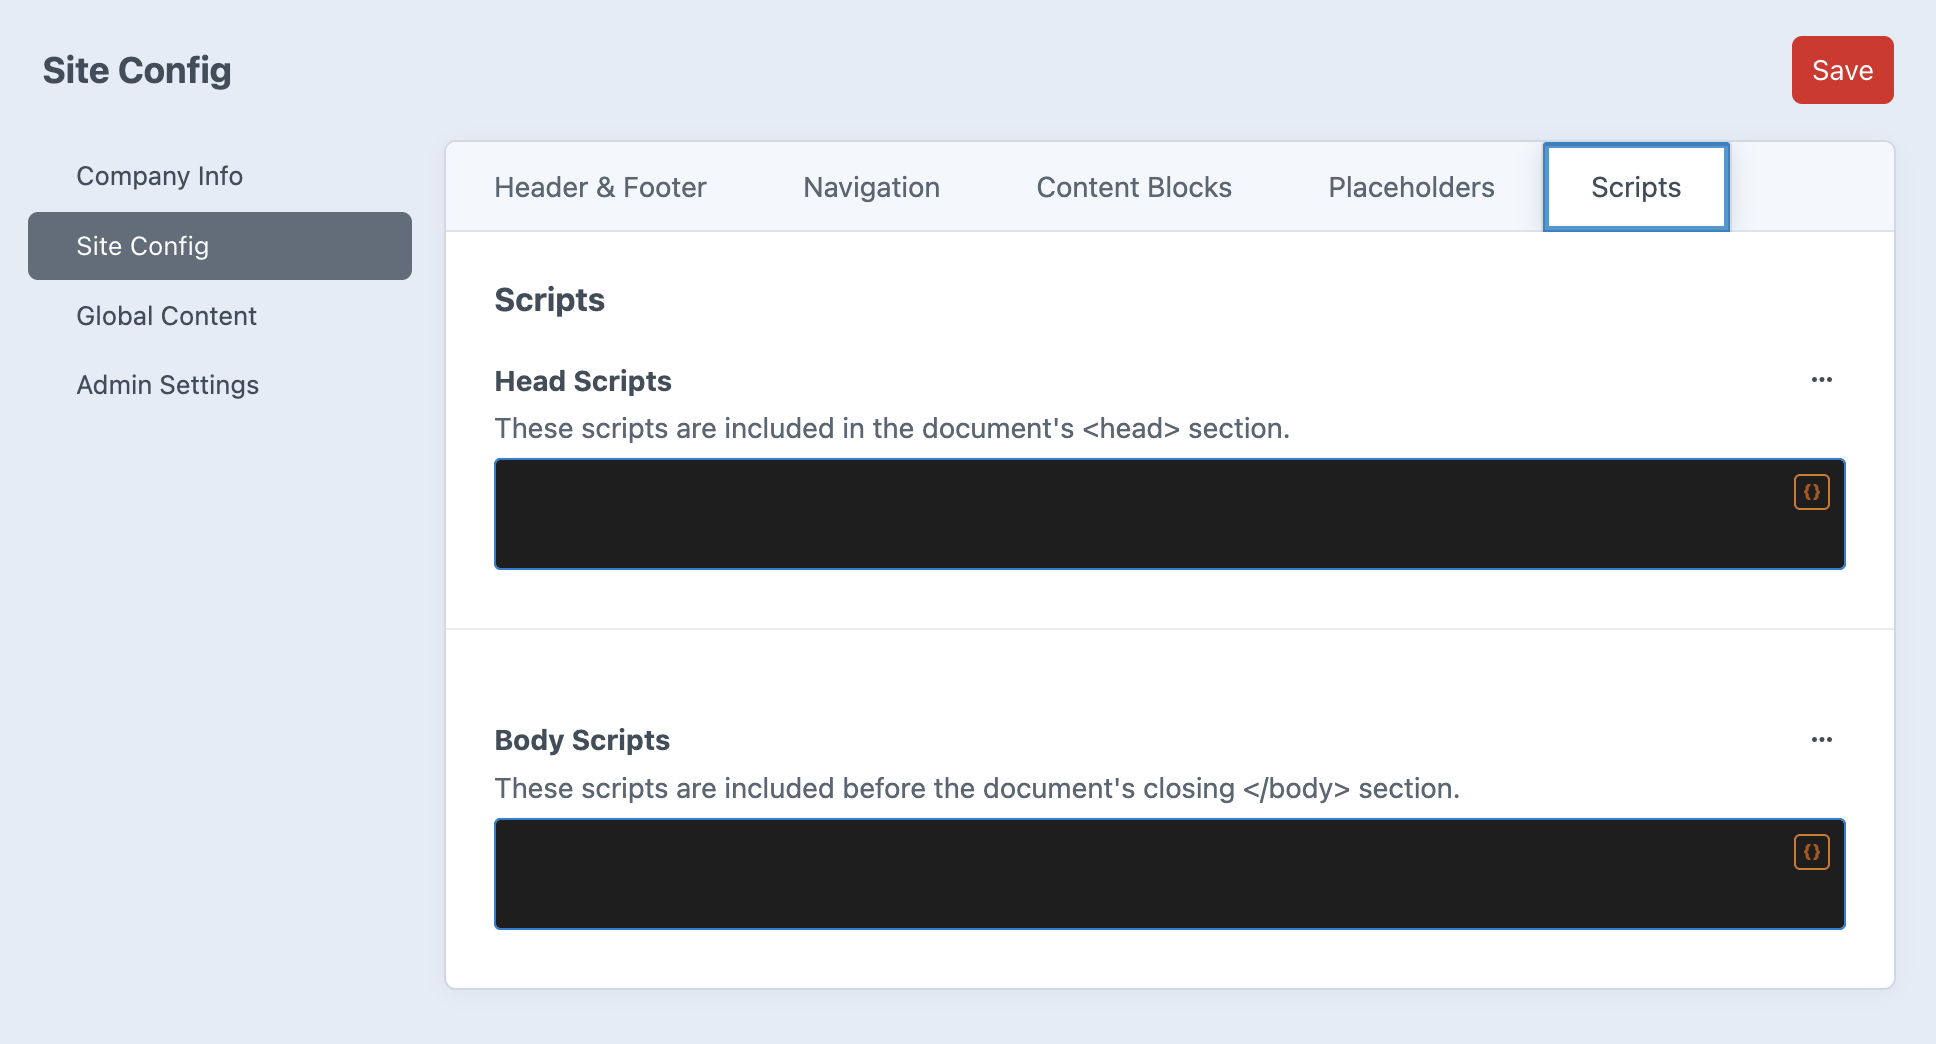 Site Config
Save
Company Info
Site Config
Global Content
Admin Settings
Header & Footer
Navigation
Content Blocks
Placeholders
Scripts
Scripts
Head Scripts
These scripts are included in the document's <head> section.
{}
Body Scripts
These scripts are included before the document's closing </body> section.
{}